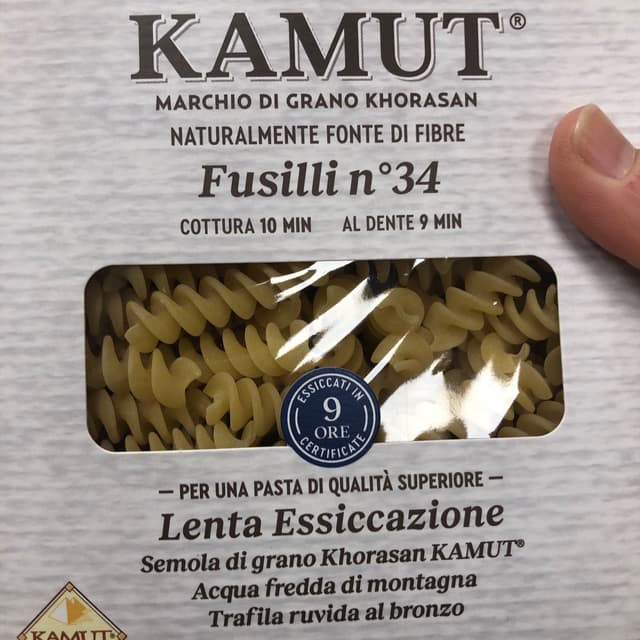 KAMUT®
MARCHIO DI GRANO KHORASAN
NATURALMENTE FONTE DI FIBRE
Fusilli n°34
COTTURA 10 MIN AL DENTE 9 MIN
ESSICCATI IN
9
ORE
CERTIFICATE
— PER UNA PASTA DI QUALITÀ SUPERIORE —
Lenta Essiccazione
Semola di grano Khorasan KAMUT®
Acqua fredda di montagna
Trafila ruvida al bronzo
KAMUT®